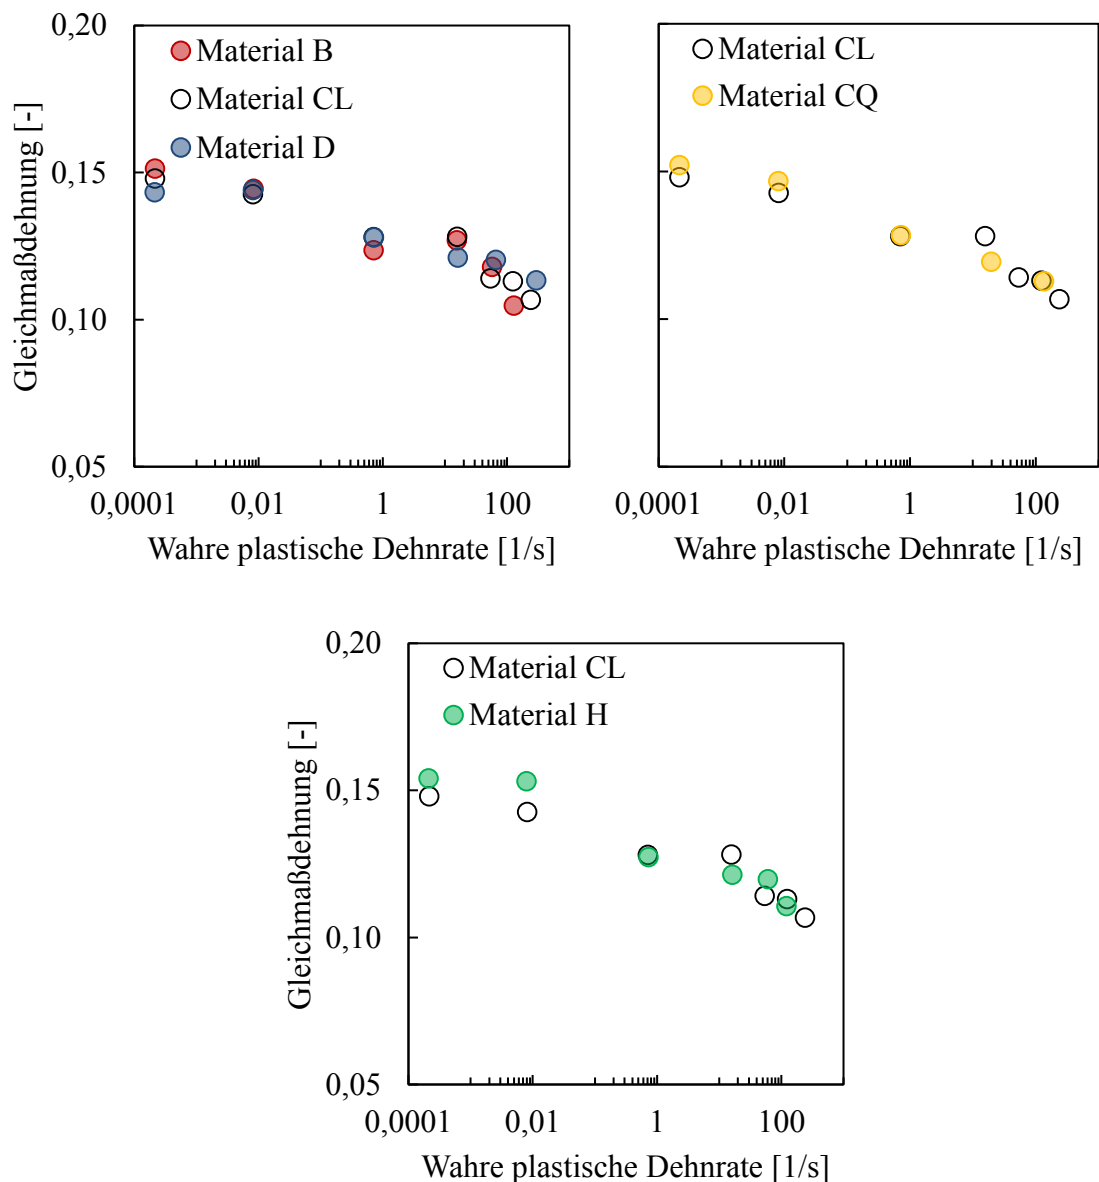 0,20
Material B
Material CL
Material D
0,15
0,10
0,05
Gleichmaßdehnung [-]
0,0001 0,01 1 100
Wahre plastische Dehnrate [1/s]
Material CL
Material CQ
0,0001 0,01 1 100
Wahre plastische Dehnrate [1/s]
0,20
Material CL
Material H
0,15
0,10
0,05
Gleichmaßdehnung [-]
0,0001 0,01 1 100
Wahre plastische Dehnrate [1/s]